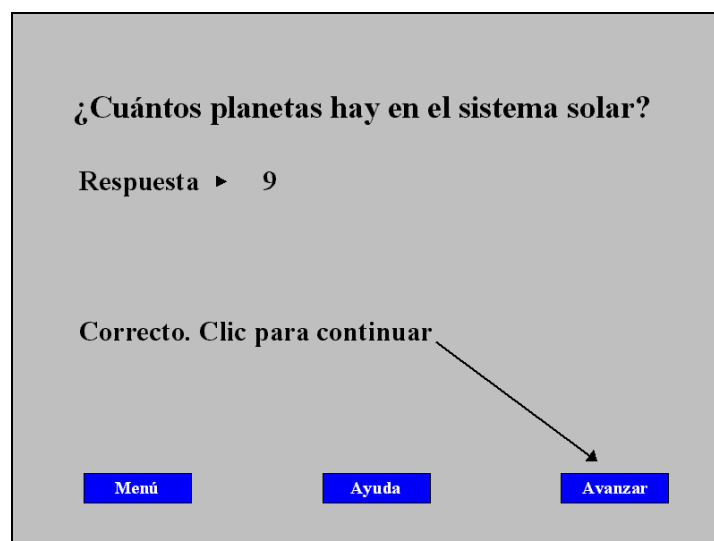 ¿Cuántos planetas hay en el sistema solar?
Respuesta ► 9
Correcto. Clic para continuar
Menú Ayuda Avanzar